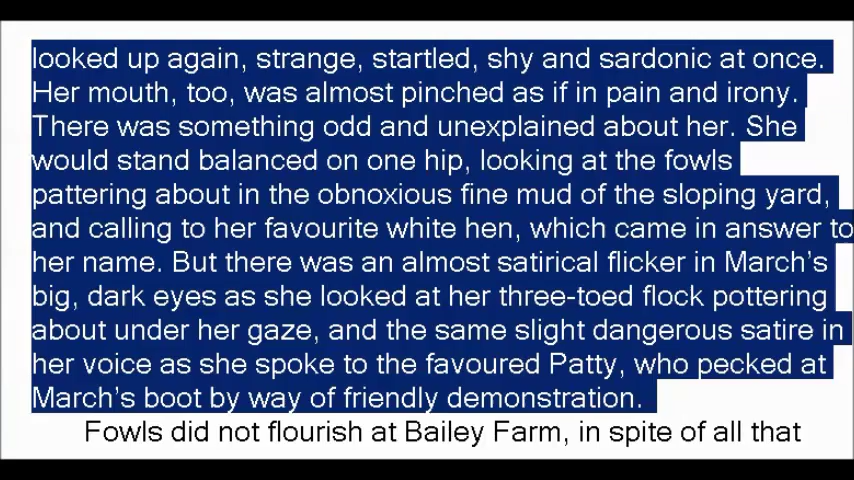 looked up again, strange, startled, shy and sardonic at once.
Her mouth, too, was almost pinched as if in pain and irony.
There was something odd and unexplained about her. She
would stand balanced on one hip, looking at the fowls
pattering about in the obnoxious fine mud of the sloping yard,
and calling to her favourite white hen, which came in answer to
her name. But there was an almost satirical flicker in March’s
big, dark eyes as she looked at her three-toed flock pottering
about under her gaze, and the same slight dangerous satire in
her voice as she spoke to the favoured Patty, who pecked at
March’s boot by way of friendly demonstration.
Fowls did not flourish at Bailey Farm, in spite of all that